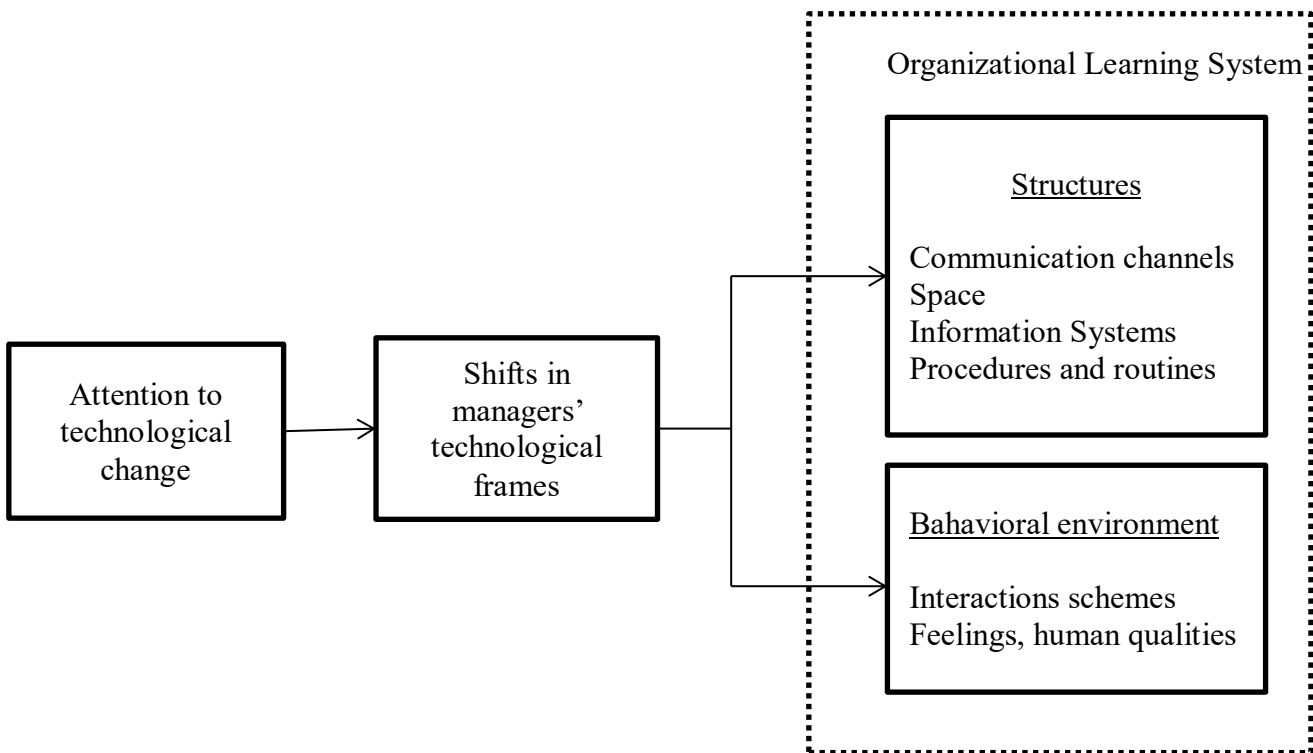 Organizational Learning System
Structures
Communication channels
Space
Information Systems
Procedures and routines
Attention to
technological
change
Shifts in
managers’
technological
frames
Bahavioral environment
Interactions schemes
Feelings, human qualities